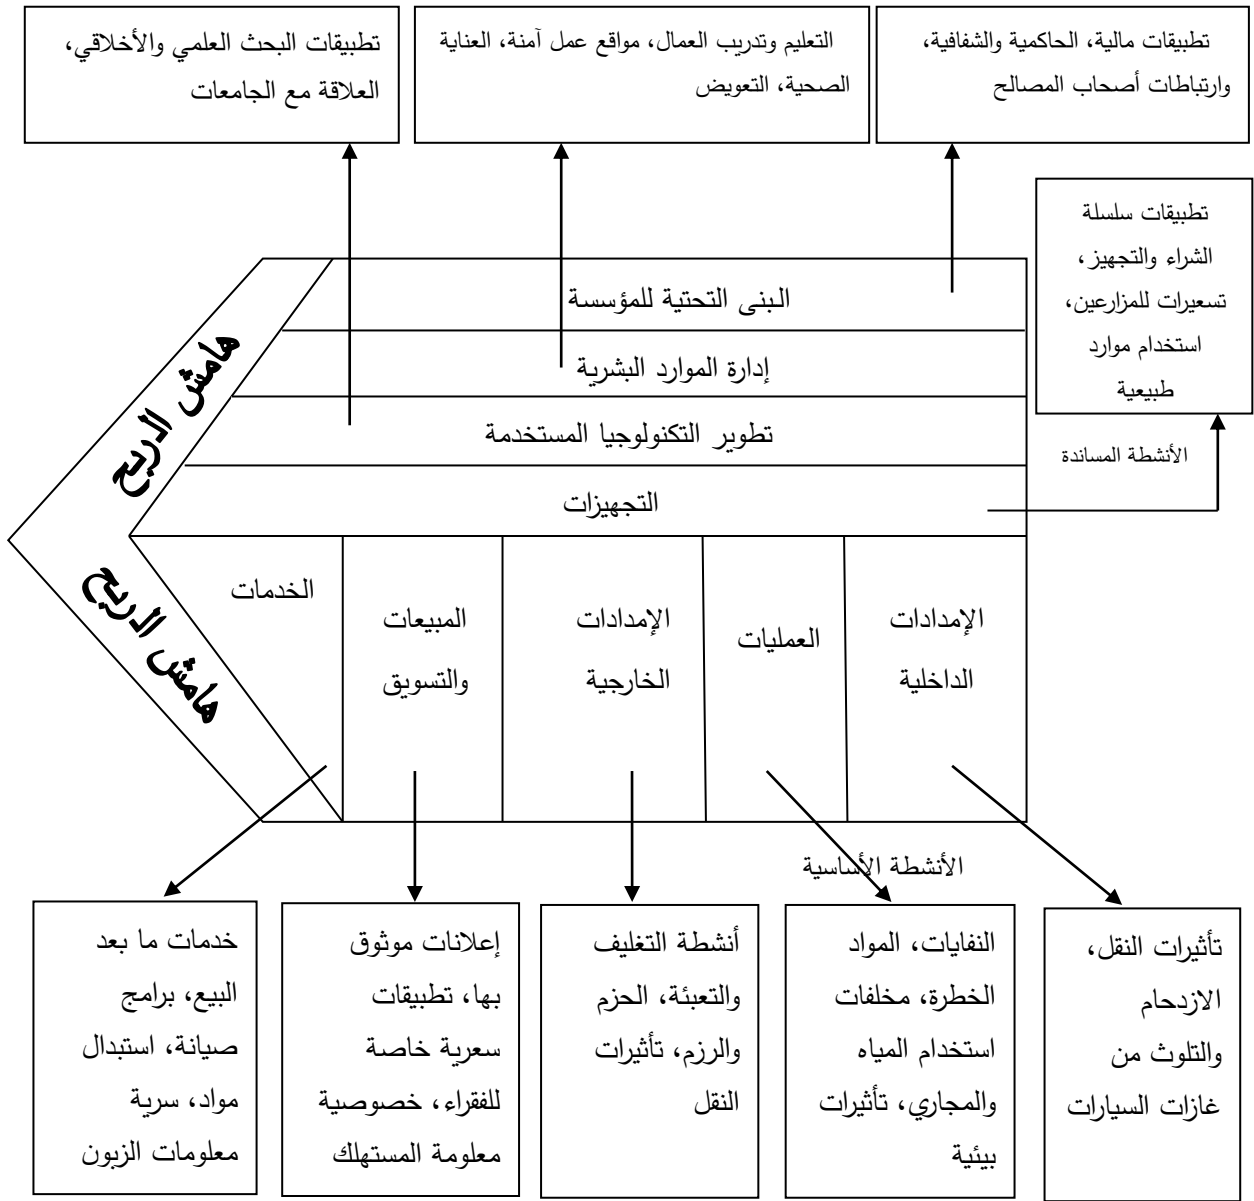 تطبيقات مالية، الحاكمية والشفافية،
وارتباطات أصحاب المصالح
التعليم وتدريب العمال، مواقع عمل آمنة، العناية
الصحية، التعويض
تطبيقات البحث العلمي والأخلاقي،
العلاقة مع الجامعات
تطبيقات سلسلة
الشراء والتجهيز،
تسعيرات للمزارعين،
استخدام موارد
طبيعية
البنى التحتية للمؤسسة
إدارة الموارد البشرية
تطوير التكنولوجيا المستخدمة
التجهيزات
الأنشطة المساندة
هامش الربح
هامش الربح
الإمدادات
الداخلية
العمليات
الإمدادات
الخارجية
المبيعات
والتسويق
الخدمات
الأنشطة الأساسية
تأثيرات النقل،
الازدحام
والتلوث من
غازات السيارات
النفايات، المواد
الخطرة، مخلفات
استخدام المياه
والمجاري، تأثيرات
بيئية
أنشطة التغليف
والتعبئة، الحزم
والرزم، تأثيرات
النقل
إعلانات موثوق
بها، تطبيقات
سعرية خاصة
للفقراء، خصوصية
معلومة المستهلك
خدمات ما بعد
البيع، برامج
صيانة، استبدال
مواد، سرية
معلومات الزبون